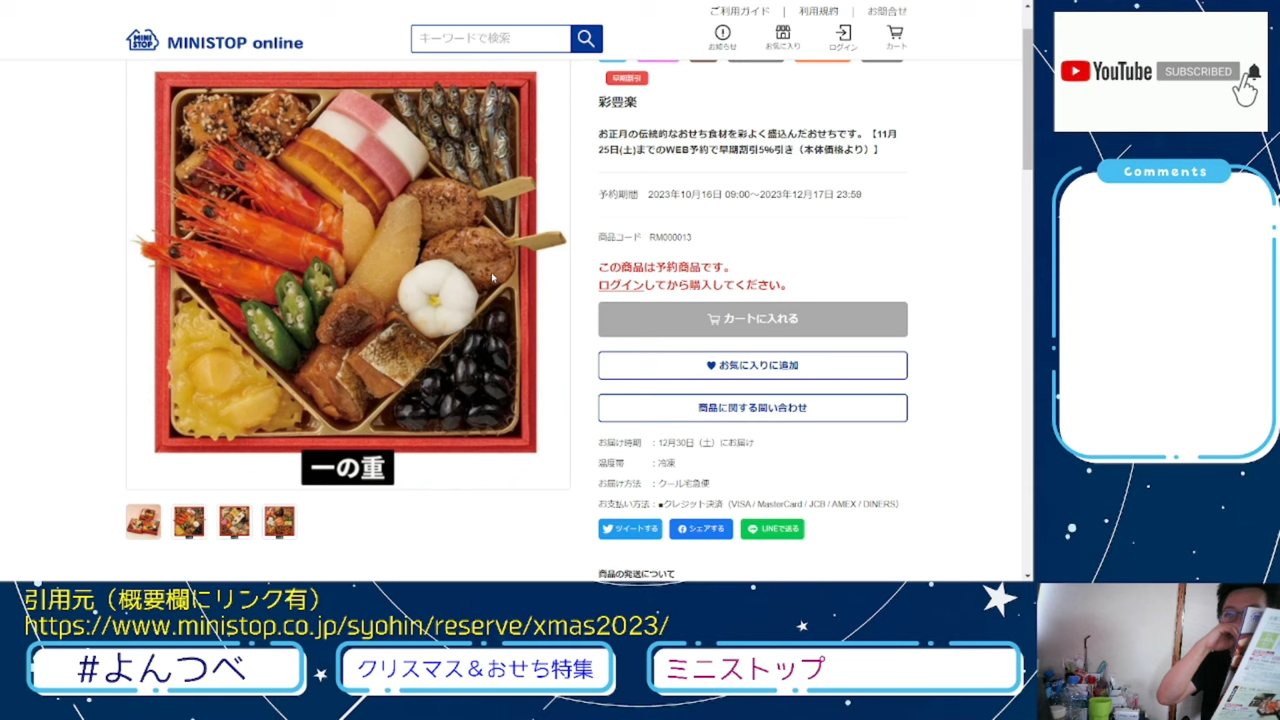 ご利用ガイド | 利用規約 | お問合せ
MINI STOP MINISTOP online
キーワードで検索
お知らせ お気に入り ログイン カート
早期割引
彩豊楽
お正月の伝統的なおせち食材を彩よく盛込んだおせちです。【11月
25日(土)までのWEB予約で早期割引5%引き（本体価格より）】
予約期間 2023年10月16日 09:00～2023年12月17日 23:59
商品コード RM000013
この商品は予約商品です。
ログインしてから購入してください。
カートに入れる
お気に入りに追加
商品に関する問い合わせ
お届け時期 ：12月30日（土）にお届け
温度帯 ：冷凍
お届け方法 ：クール宅急便
お支払い方法：■クレジット決済（VISA / MasterCard / JCB / AMEX / DINERS）
ツイートする シェアする LINEで送る
商品の発送について
一の重
YouTube SUBSCRIBED
Comments
引用元（概要欄にリンク有）
https://www.ministop.co.jp/syohin/reserve/xmas2023/
#よんつべ クリスマス＆おせち特集 ミニストップ